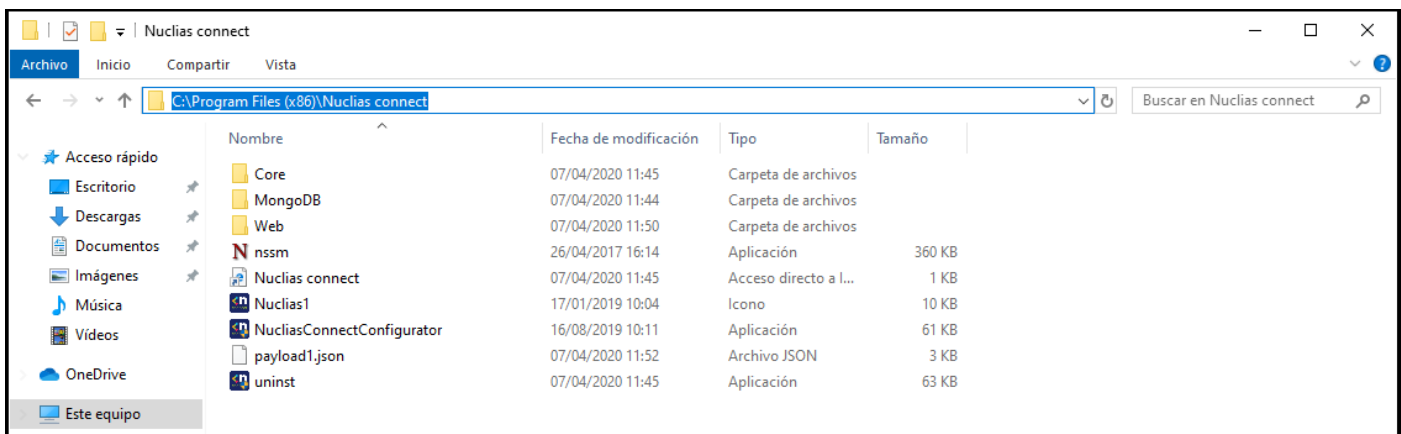 Nuclias connect
Archivo Inicio Compartir Vista
C:\Program Files (x86)\Nuclias connect Buscar en Nuclias connect
Nombre Fecha de modificación Tipo Tamaño
Acceso rápido
Escritorio
Descargas
Documentos
Imágenes
Música
Vídeos
OneDrive
Este equipo
Core 07/04/2020 11:45 Carpeta de archivos
MongoDB 07/04/2020 11:44 Carpeta de archivos
Web 07/04/2020 11:50 Carpeta de archivos
nssm 26/04/2017 16:14 Aplicación 360 KB
Nuclias connect 07/04/2020 11:45 Acceso directo a I... 1 KB
Nuclias1 17/01/2019 10:04 Icono 10 KB
NucliasConnectConfigurator 16/08/2019 10:11 Aplicación 61 KB
payload1.json 07/04/2020 11:52 Archivo JSON 3 KB
uninst 07/04/2020 11:45 Aplicación 63 KB